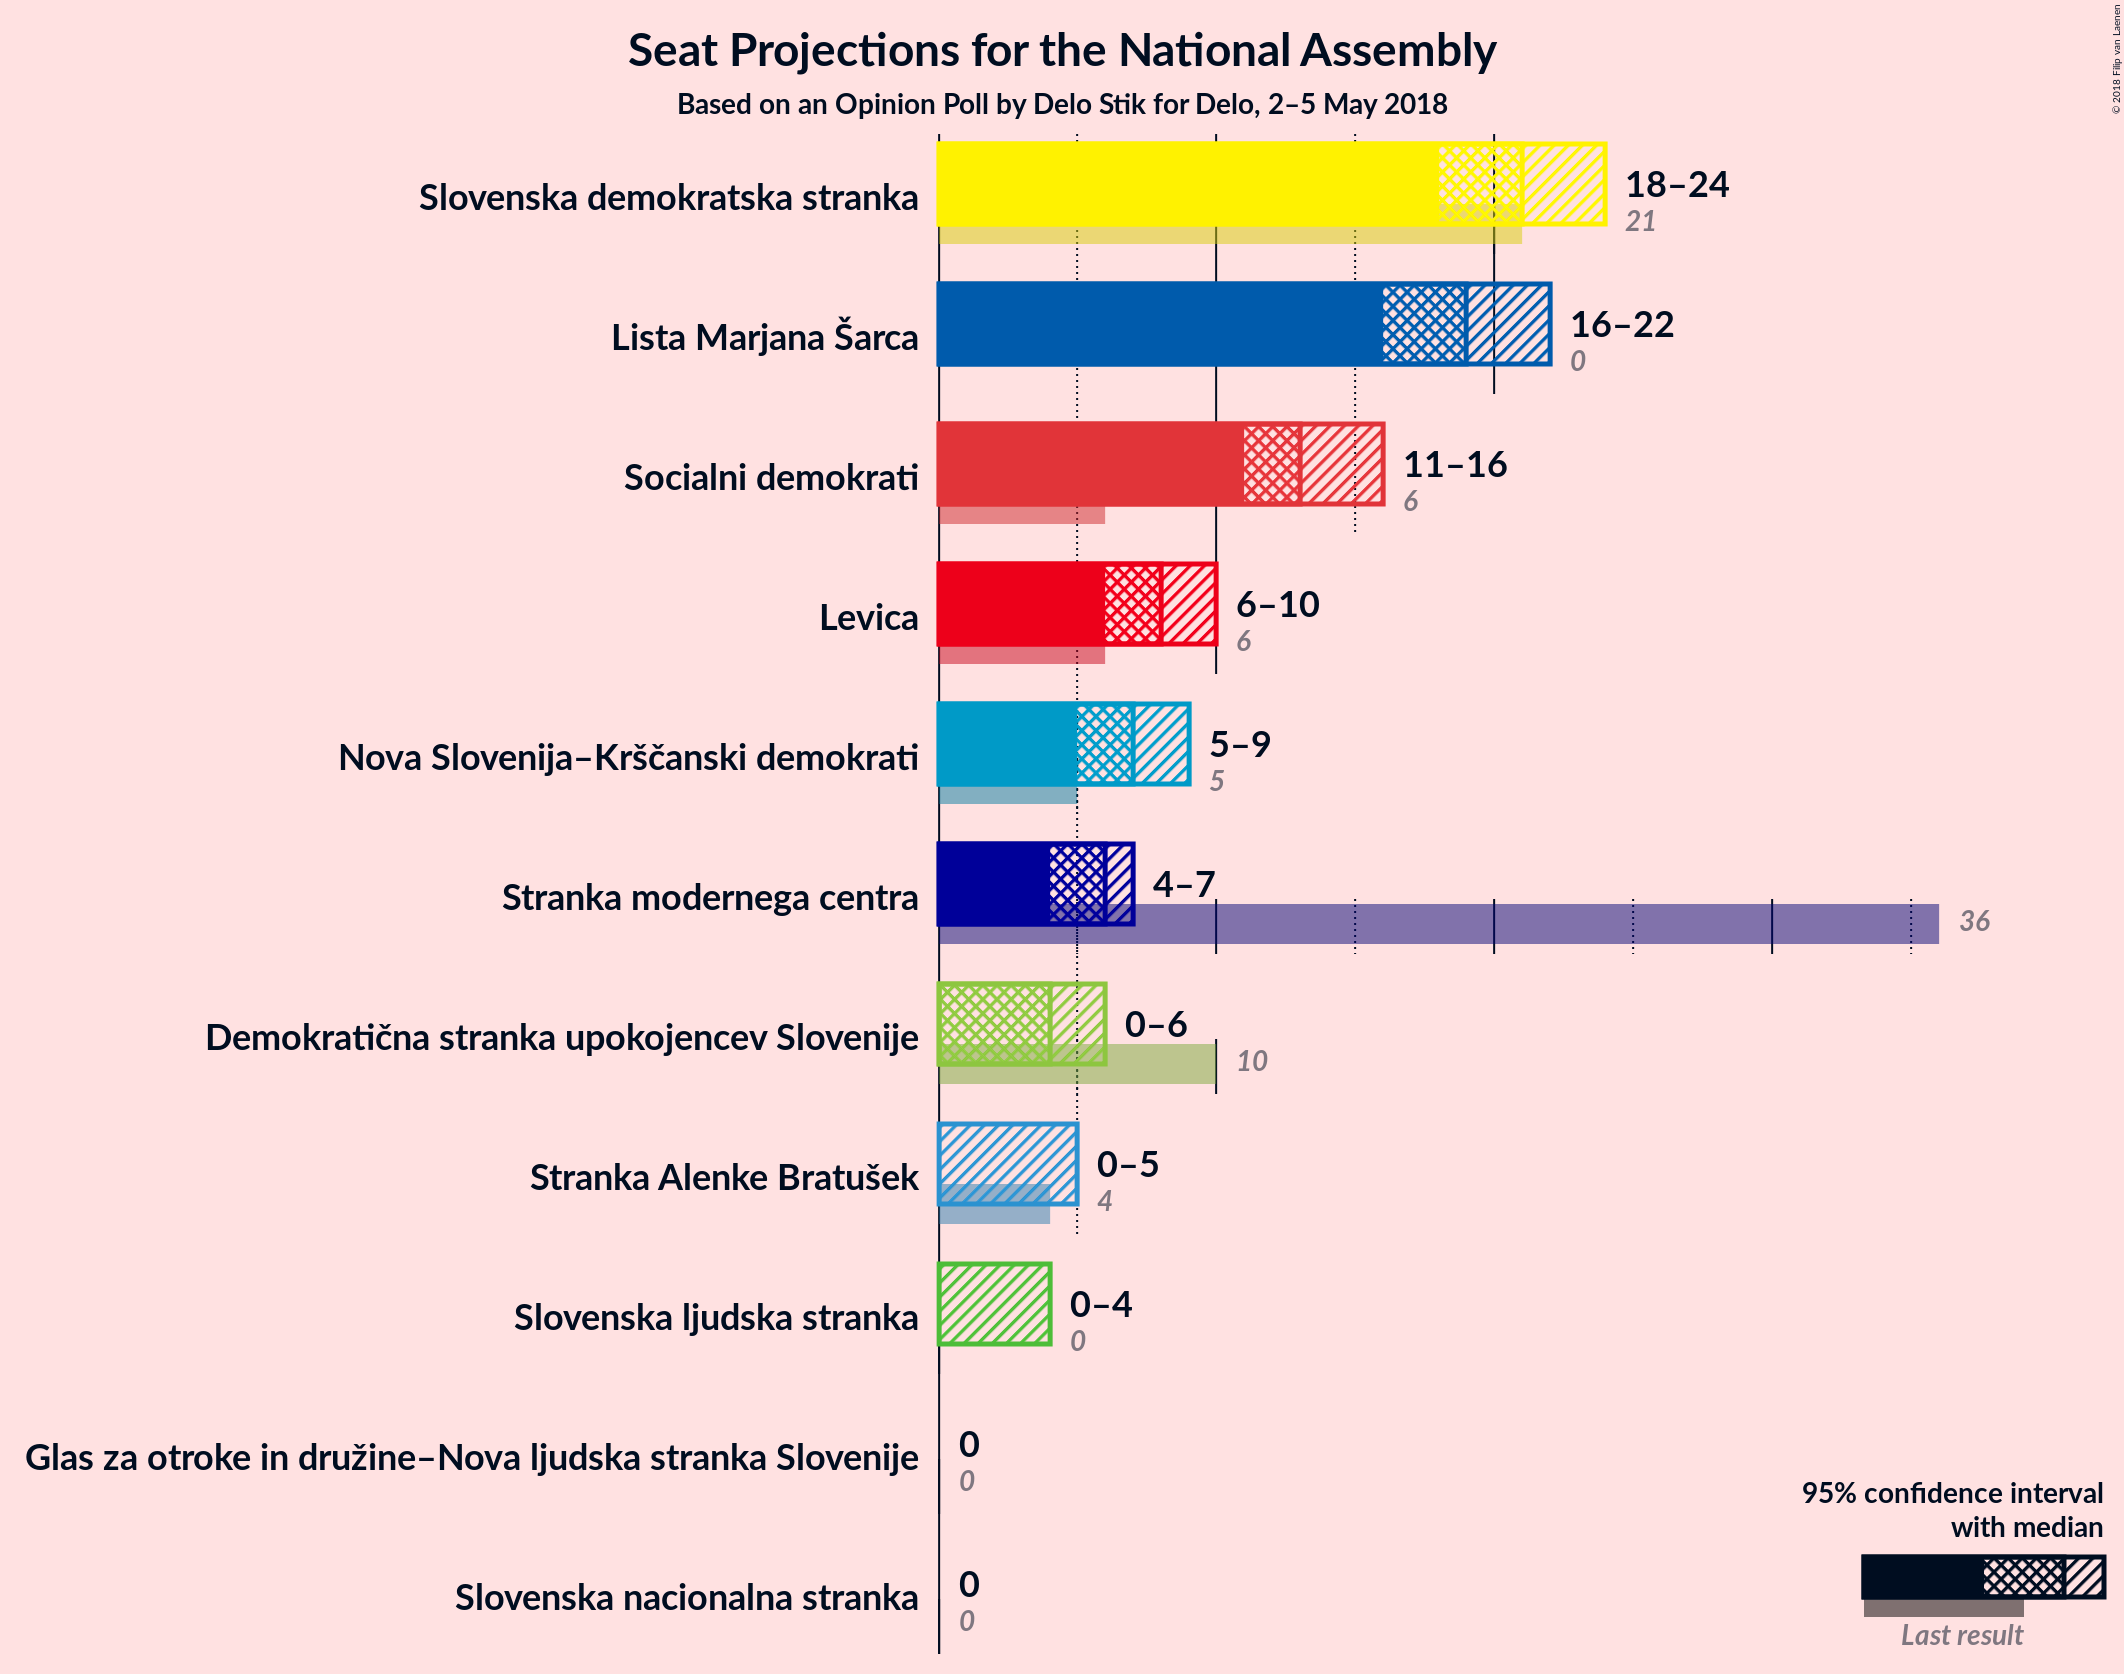 Seat Projections for the National Assembly
Based on an Opinion Poll by Delo Stik for Delo, 2–5 May 2018
© 2018 Filip van Laenen
Slovenska demokratska stranka
18–24
21
Lista Marjana Šarca
16–22
0
Socialni demokrati
11–16
6
Levica
6–10
6
Nova Slovenija–Krščanski demokrati
5–9
5
Stranka modernega centra
4–7
36
Demokratična stranka upokojencev Slovenije
0–6
10
Stranka Alenke Bratušek
0–5
4
Slovenska ljudska stranka
0–4
0
Glas za otroke in družine–Nova ljudska stranka Slovenije
0
0
Slovenska nacionalna stranka
0
0
95% confidence interval
with median
Last result